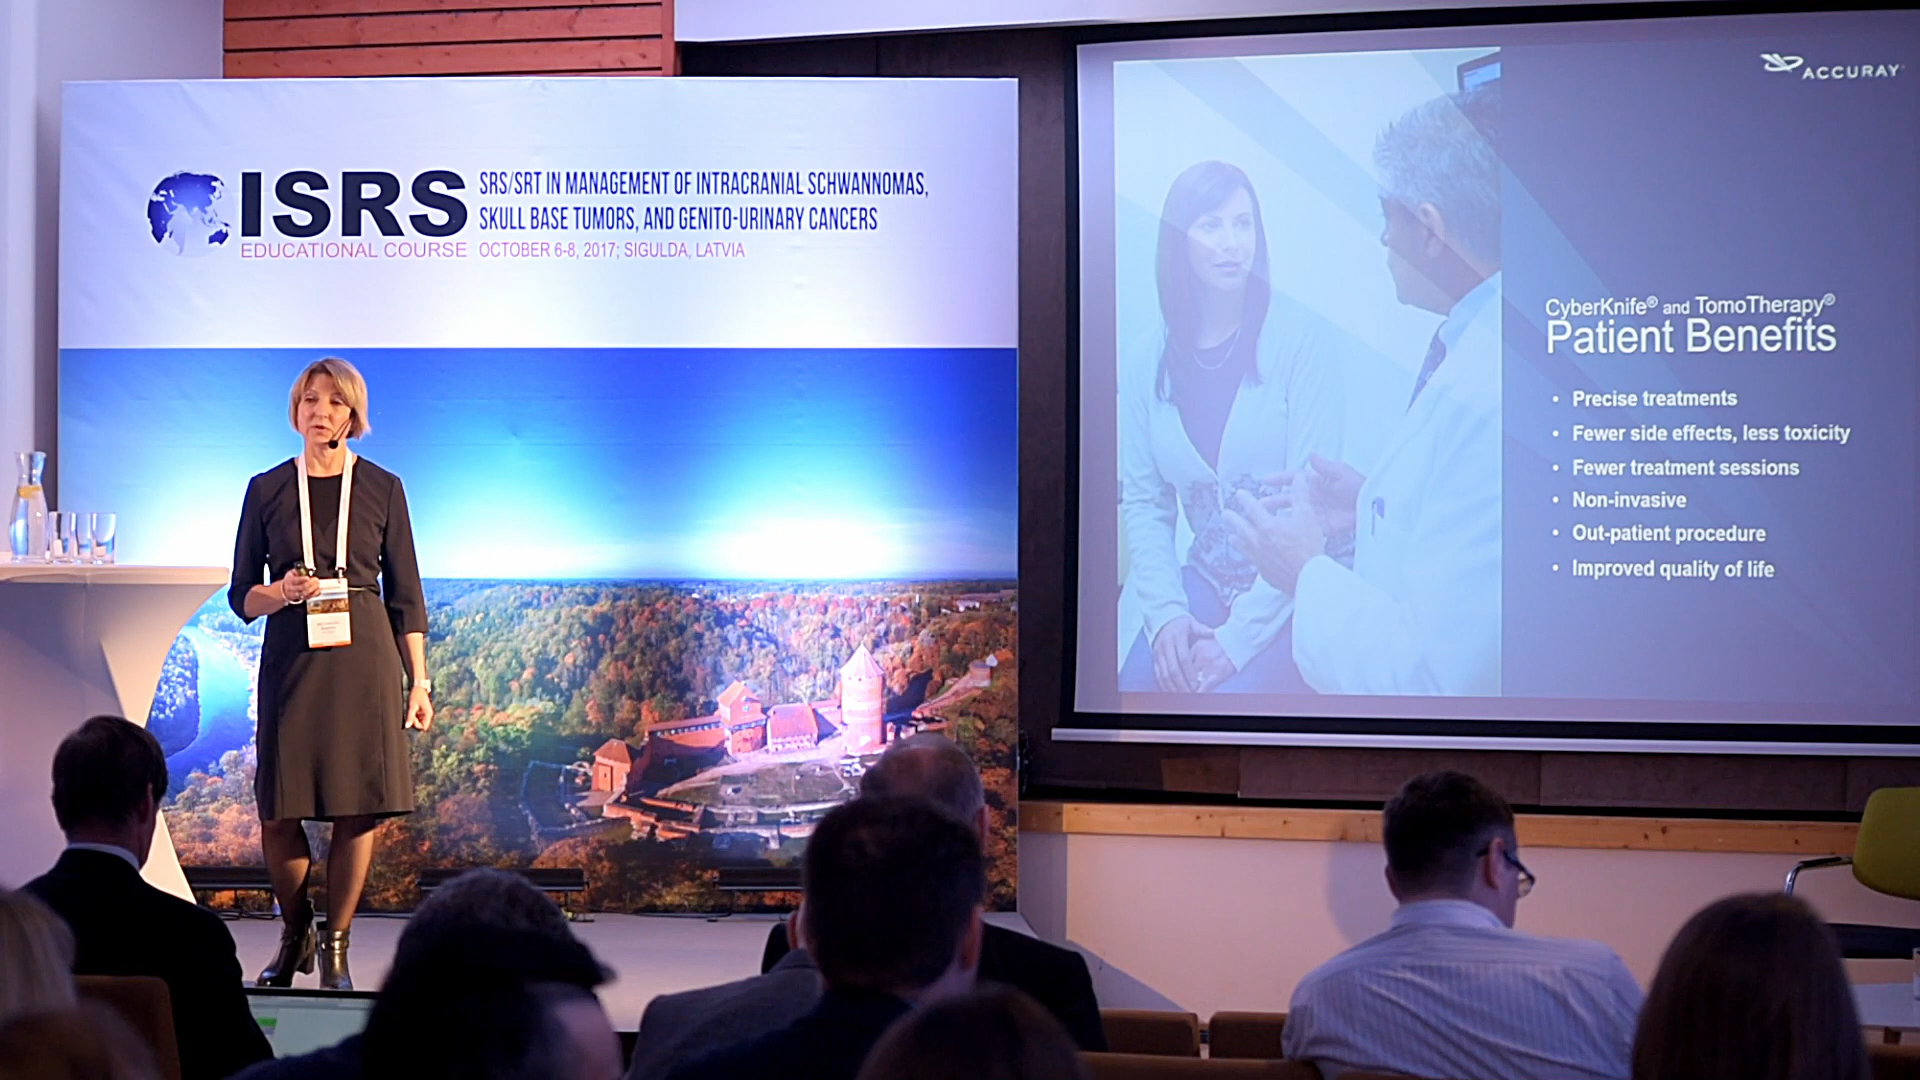 ISRS
EDUCATIONAL COURSE
SRS/SRT IN MANAGEMENT OF INTRACRANIAL SCHWANNOMAS,
SKULL BASE TUMORS, AND GENITO-URINARY CANCERS
OCTOBER 6-8, 2017; SIGULDA, LATVIA
ACCURAY
CyberKnife® and TomoTherapy®
Patient Benefits
• Precise treatments
• Fewer side effects, less toxicity
• Fewer treatment sessions
• Non-invasive
• Out-patient procedure
• Improved quality of life